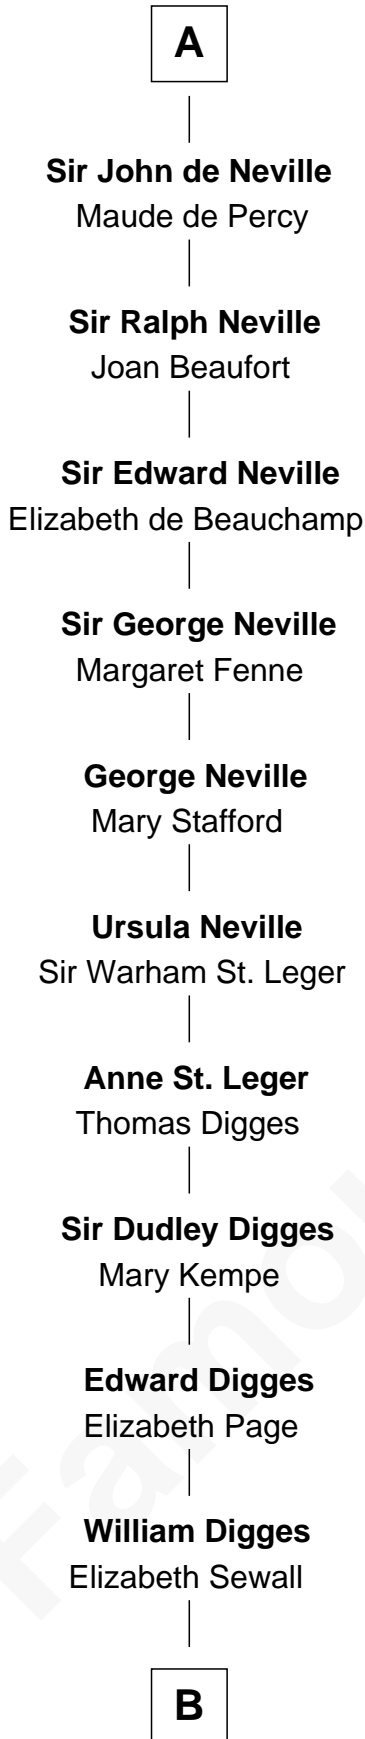 A
Sir John de Neville
Maude de Percy
Sir Ralph Neville
Joan Beaufort
Sir Edward Neville
Elizabeth de Beauchamp
Sir George Neville
Margaret Fenne
George Neville
Mary Stafford
Ursula Neville
Sir Warham St. Leger
Anne St. Leger
Thomas Digges
Sir Dudley Digges
Mary Kempe
Edward Digges
Elizabeth Page
William Digges
Elizabeth Sewall
B